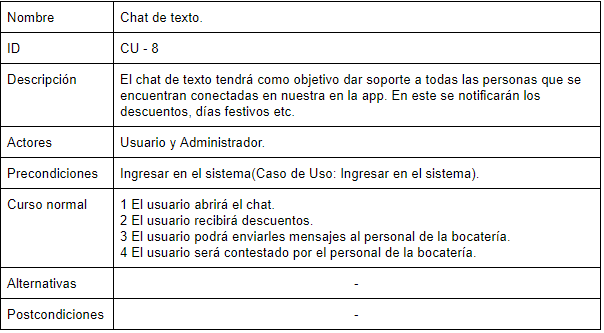 Nombre
Chat de texto.
ID
CU - 8
Descripción
El chat de texto tendrá como objetivo dar soporte a todas las personas que se
encuentran conectadas en nuestra en la app. En este se notificarán los
descuentos, días festivos etc.
Actores
Usuario y Administrador.
Precondiciones
Ingresar en el sistema(Caso de Uso: Ingresar en el sistema).
Curso normal
1 El usuario abrirá el chat.
2 El usuario recibirá descuentos.
3 El usuario podrá enviarles mensajes al personal de la bocatería.
4 El usuario será contestado por el personal de la bocatería.
Alternativas
-
Postcondiciones
-